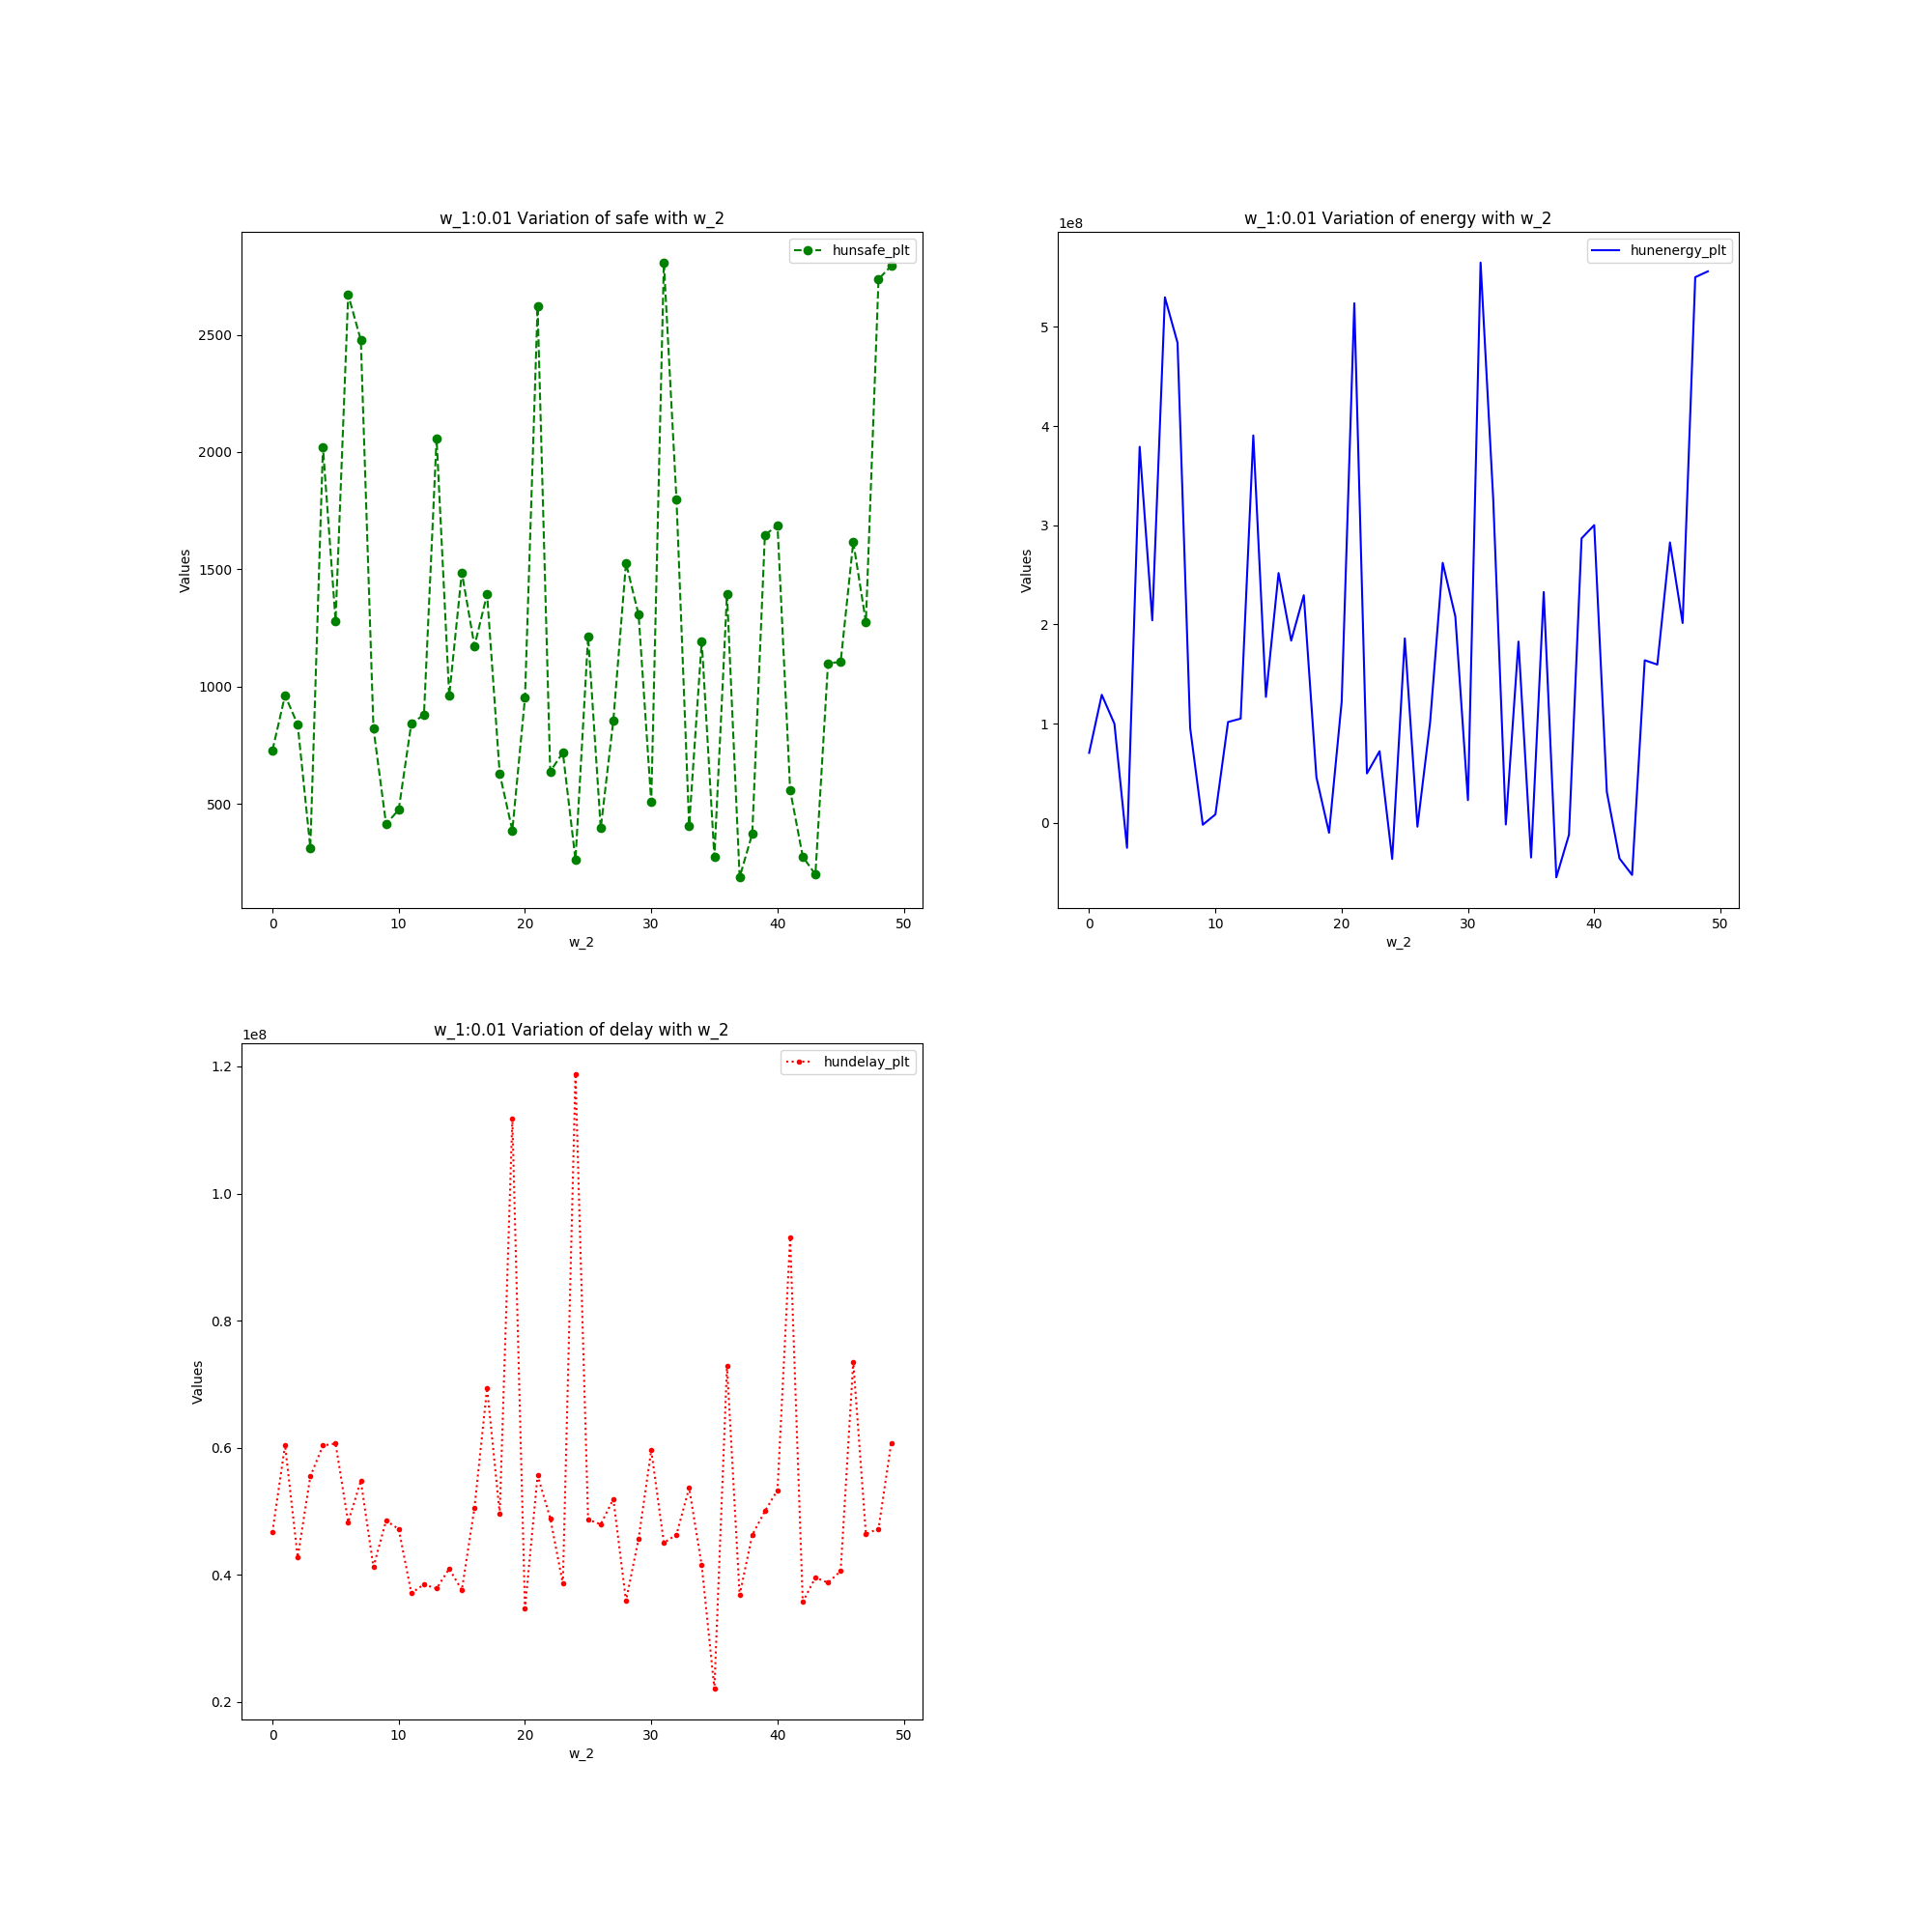 w_1:0.01 Variation of safe with w_2
hunsafe_plt
2500
2000
1500
1000
500
Values
0 10 20 30 40 50
w_2
w_1:0.01 Variation of energy with w_2
1e8
hunenergy_plt
5
4
3
2
1
0
Values
0 10 20 30 40 50
w_2
w_1:0.01 Variation of delay with w_2
1e8
hundelay_plt
1.2
1.0
0.8
0.6
0.4
0.2
Values
0 10 20 30 40 50
w_2